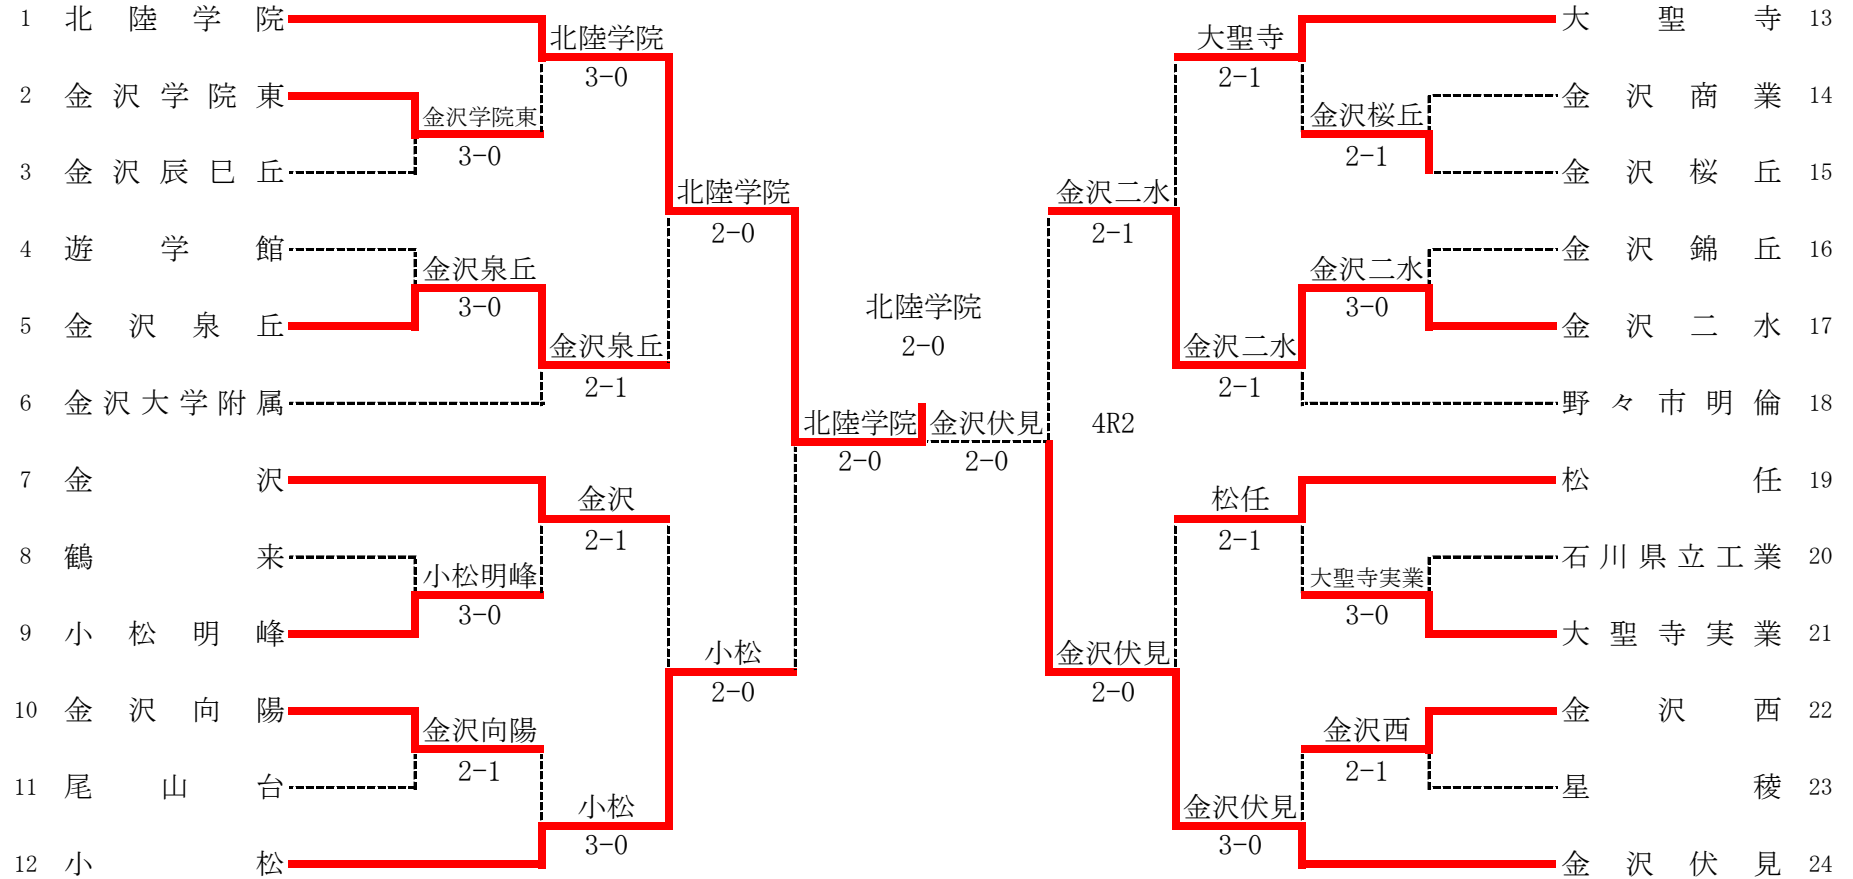 1 北陸学院
2 金沢学院東
3 金沢辰巳丘
4 遊学館
5 金沢泉丘
6 金沢大学附属
7 金沢
8 鶴来
9 小松明峰
10 金沢向陽
11 尾山台
12 小松
金沢学院東
3-0
金沢泉丘
3-0
小松明峰
3-0
金沢向陽
2-1
北陸学院
3-0
金沢泉丘
2-1
金沢
2-1
小松
3-0
北陸学院
2-0
小松
2-0
北陸学院
2-0
北陸学院
2-0
金沢伏見
2-0
4R2
金沢二水
2-1
金沢伏見
2-0
大聖寺
2-1
金沢二水
2-1
松任
2-1
金沢伏見
3-0
金沢桜丘
2-1
金沢二水
3-0
大聖寺実業
3-0
金沢西
2-1
大聖寺 13
金沢商業 14
金沢桜丘 15
金沢錦丘 16
金沢二水 17
野々市明倫 18
松任 19
石川県立工業 20
大聖寺実業 21
金沢西 22
星稜 23
金沢伏見 24